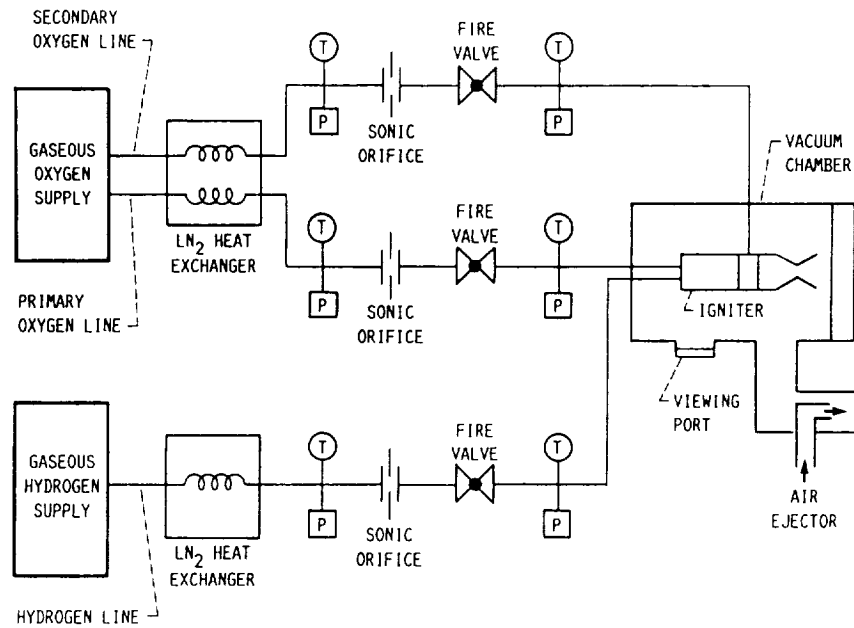 SECONDARY
OXYGEN LINE
T
FIRE
VALVE
T
P
SONIC
ORIFICE
P
GASEOUS
OXYGEN
SUPPLY
VACUUM
CHAMBER
LN2 HEAT
EXCHANGER
T
FIRE
VALVE
T
P
SONIC
ORIFICE
P
IGNITER
PRIMARY
OXYGEN LINE
VIEWING
PORT
GASEOUS
HYDROGEN
SUPPLY
T
FIRE
VALVE
T
P
SONIC
ORIFICE
P
AIR
EJECTOR
LN2 HEAT
EXCHANGER
HYDROGEN LINE